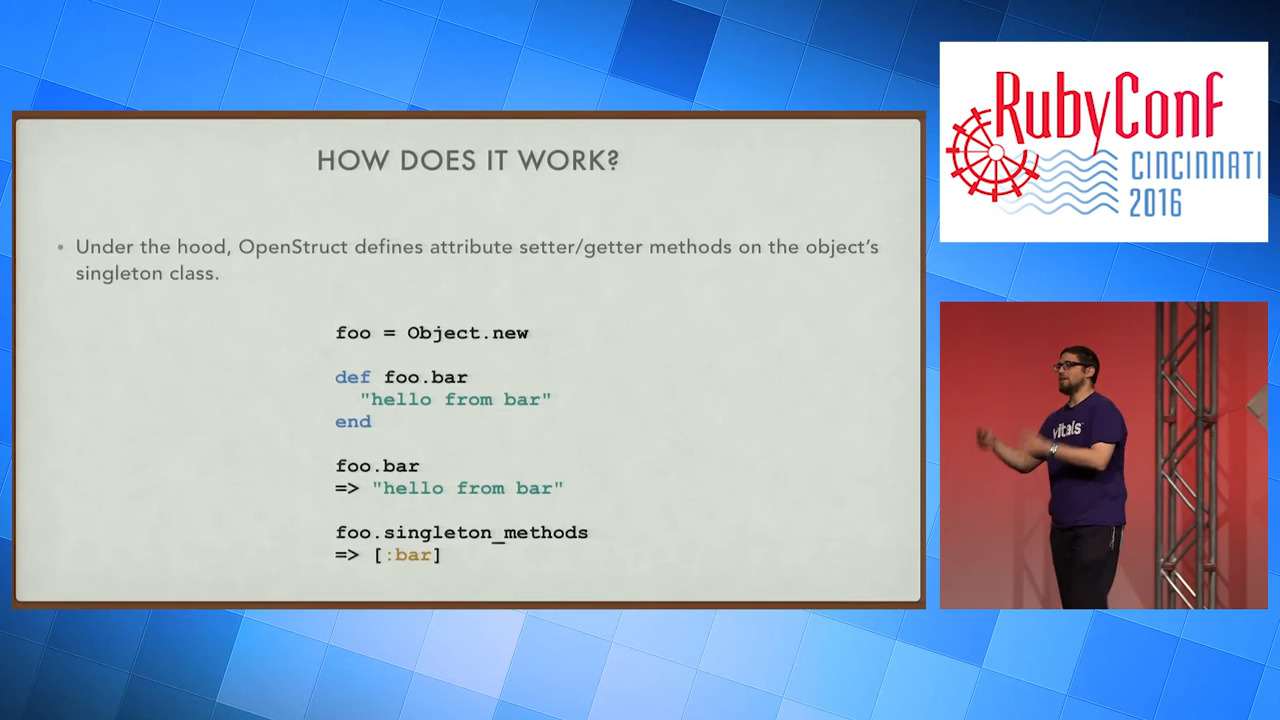 HOW DOES IT WORK?
• Under the hood, OpenStruct defines attribute setter/getter methods on the object's
singleton class.
foo = Object.new
def foo.bar
"hello from bar"
end
foo.bar
=> "hello from bar"
foo.singleton_methods
=> [:bar]
RubyConf
CINCINNATI
2016
vitals